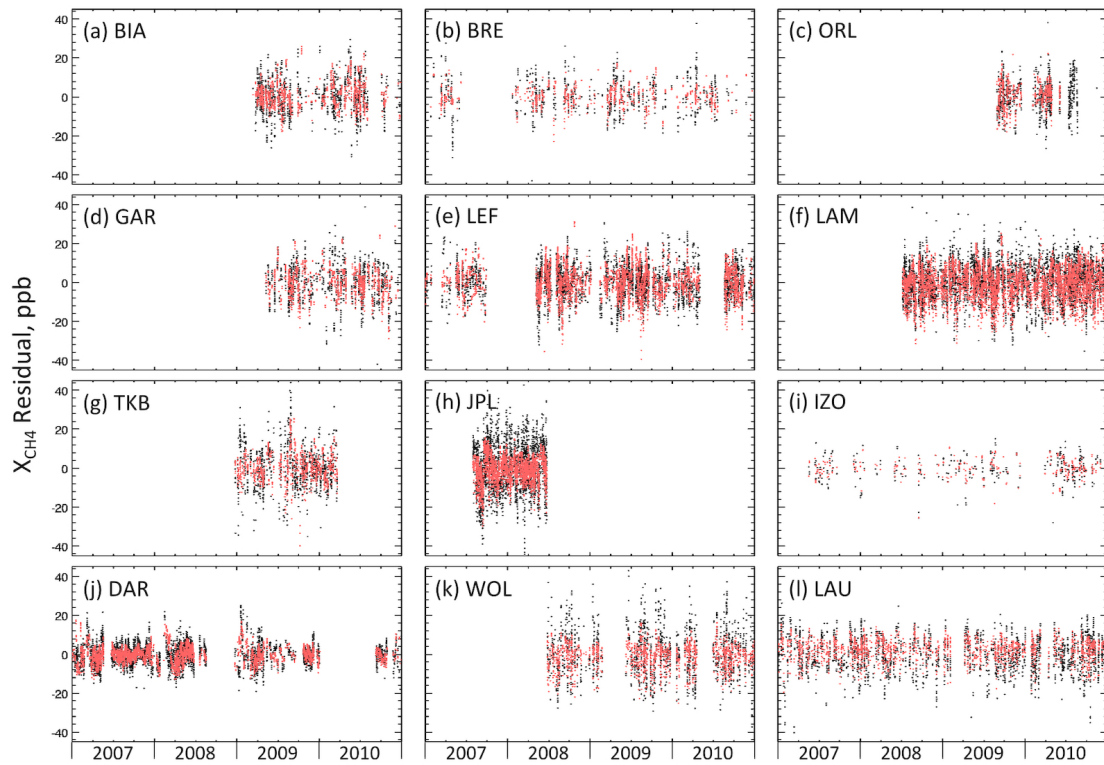 (a) BIA (b) BRE (c) ORL
40 20 0 -20 -40
(d) GAR (e) LEF (f) LAM
40 20 0 -20 -40
(g) TKB (h) JPL (i) IZO
40 20 0 -20 -40
(j) DAR (k) WOL (l) LAU
40 20 0 -20 -40
2007 2008 2009 2010 2007 2008 2009 2010 2007 2008 2009 2010
XCH4 Residual, ppb